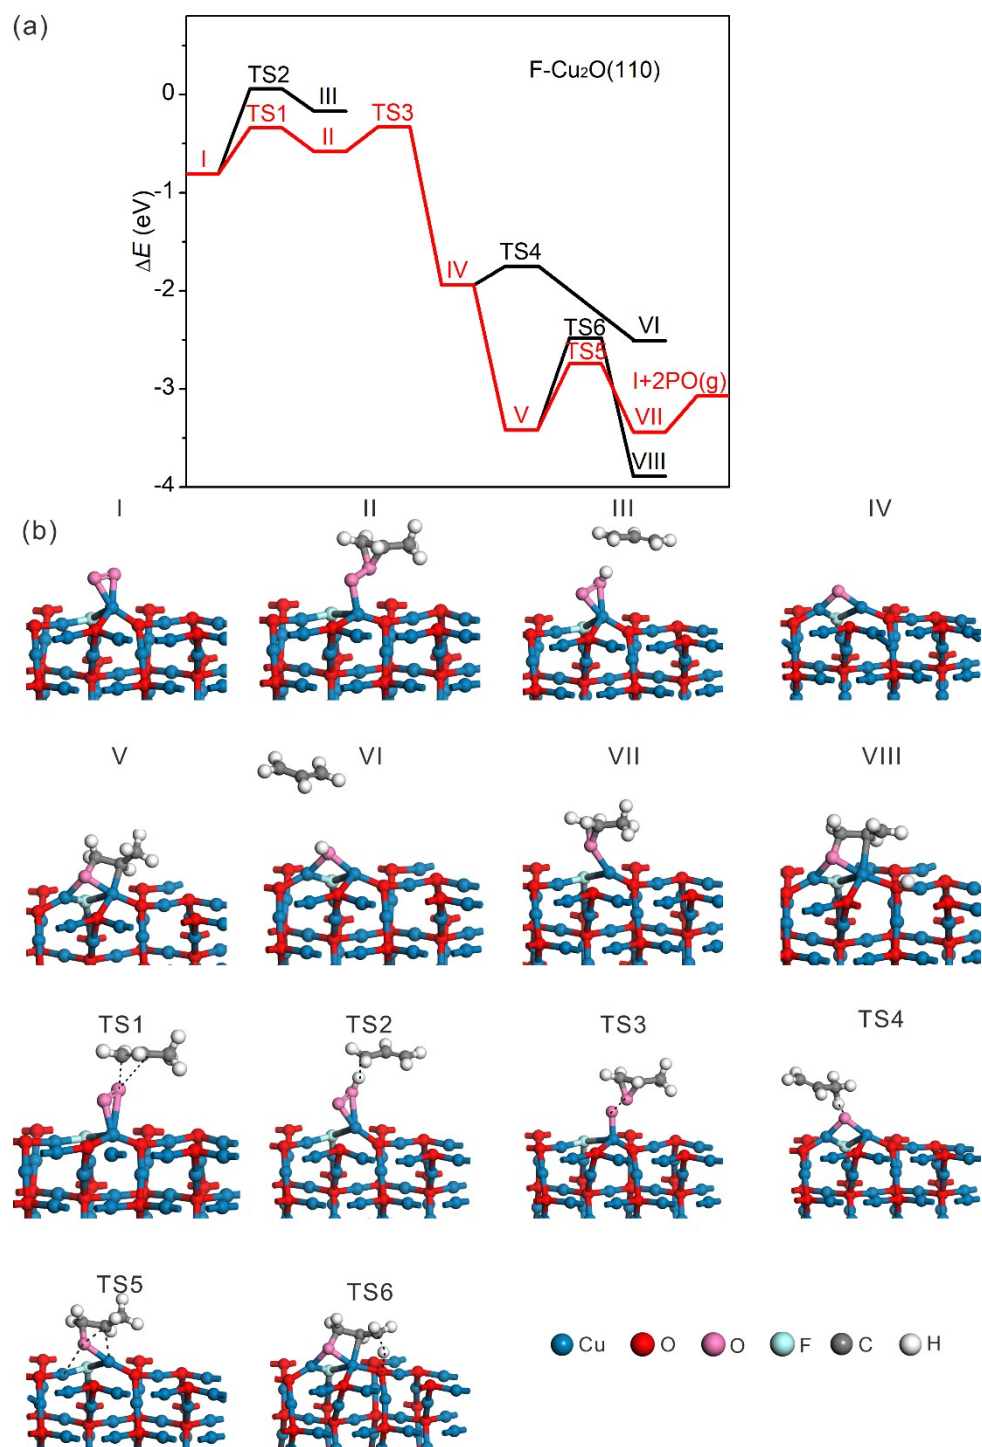 (a)
F-Cu₂O(110)
TS2
III
TS1
II
TS3
I
IV
TS4
TS6
TS5
VI
I+2PO(g)
V
VII
VIII
ΔE (eV)
0
-1
-2
-3
-4
I
II
III
IV
(b)
V
VI
VII
VIII
TS1
TS2
TS3
TS4
TS5
TS6
Cu
O
O
F
C
H